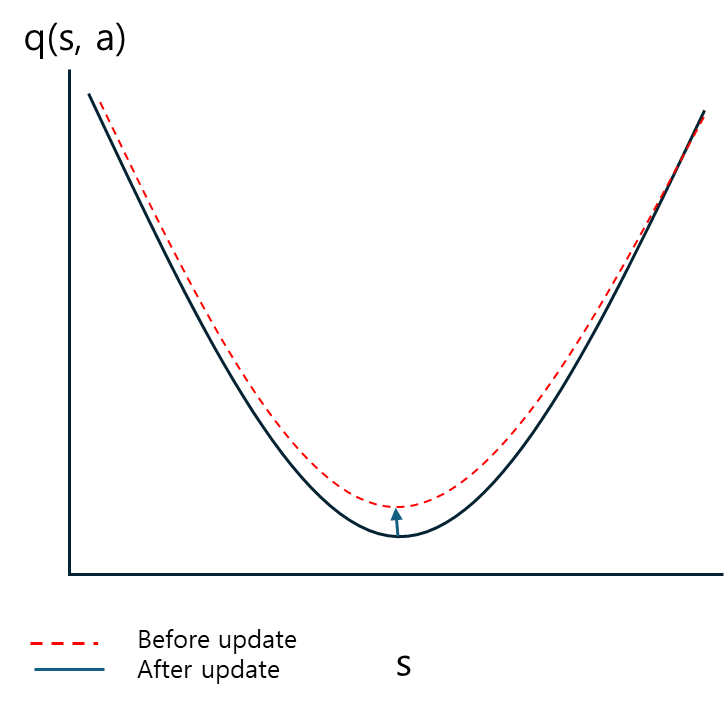 q(s, a)
Before update
After update
s